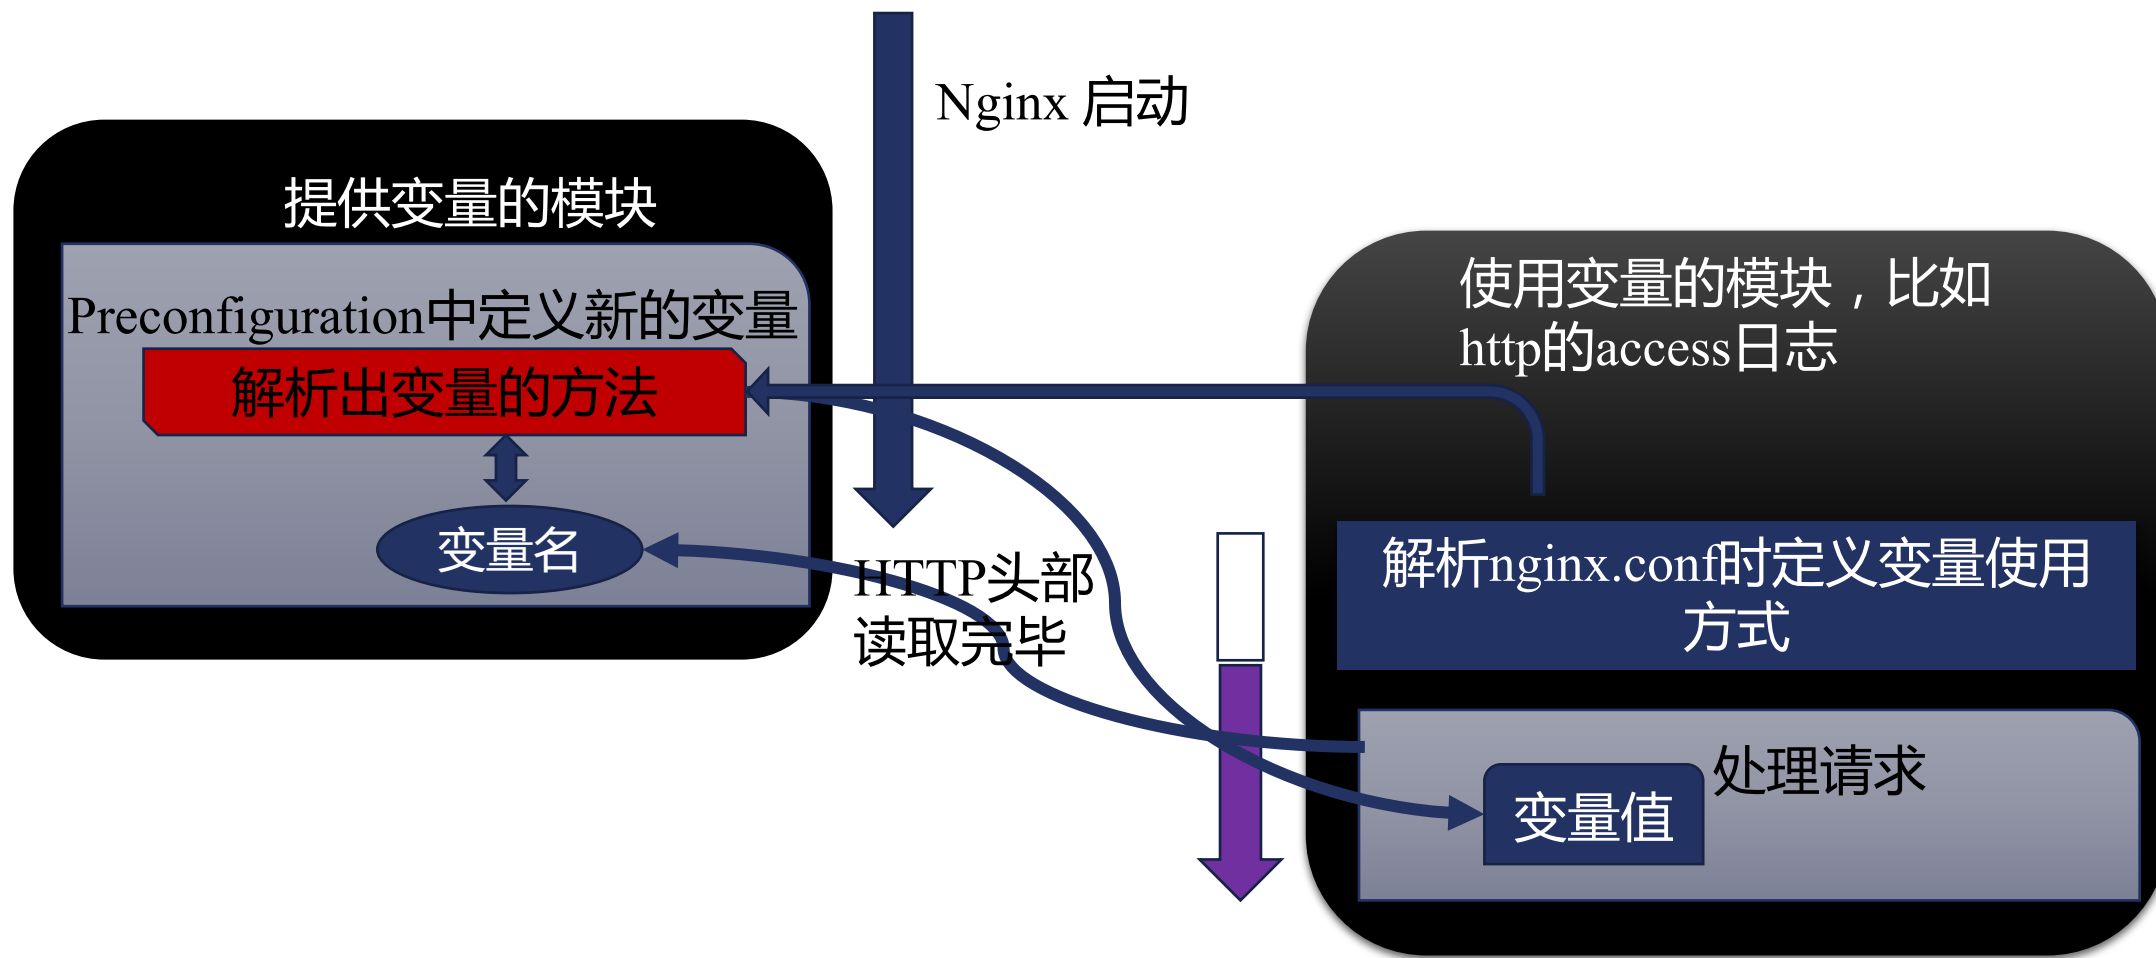 Nginx 启动
提供变量的模块
Preconfiguration中定义新的变量
解析出变量的方法
变量名
HTTP头部
读取完毕
使用变量的模块，比如
http的access日志
解析nginx.conf时定义变量使用
方式
处理请求
变量值